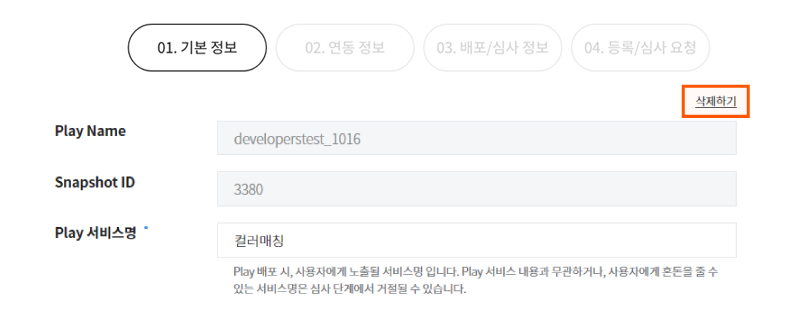 01. 기본 정보
02. 연동 정보
03. 배포/심사 정보
04. 등록/심사 요청
삭제하기
Play Name
developerstest_1016
Snapshot ID
3380
Play 서비스명
컬러매칭
Play 배포 시, 사용자에게 노출될 서비스명 입니다. Play 서비스 내용과 무관하거나, 사용자에게 혼돈을 줄 수
있는 서비스명은 심사 단계에서 거절될 수 있습니다.